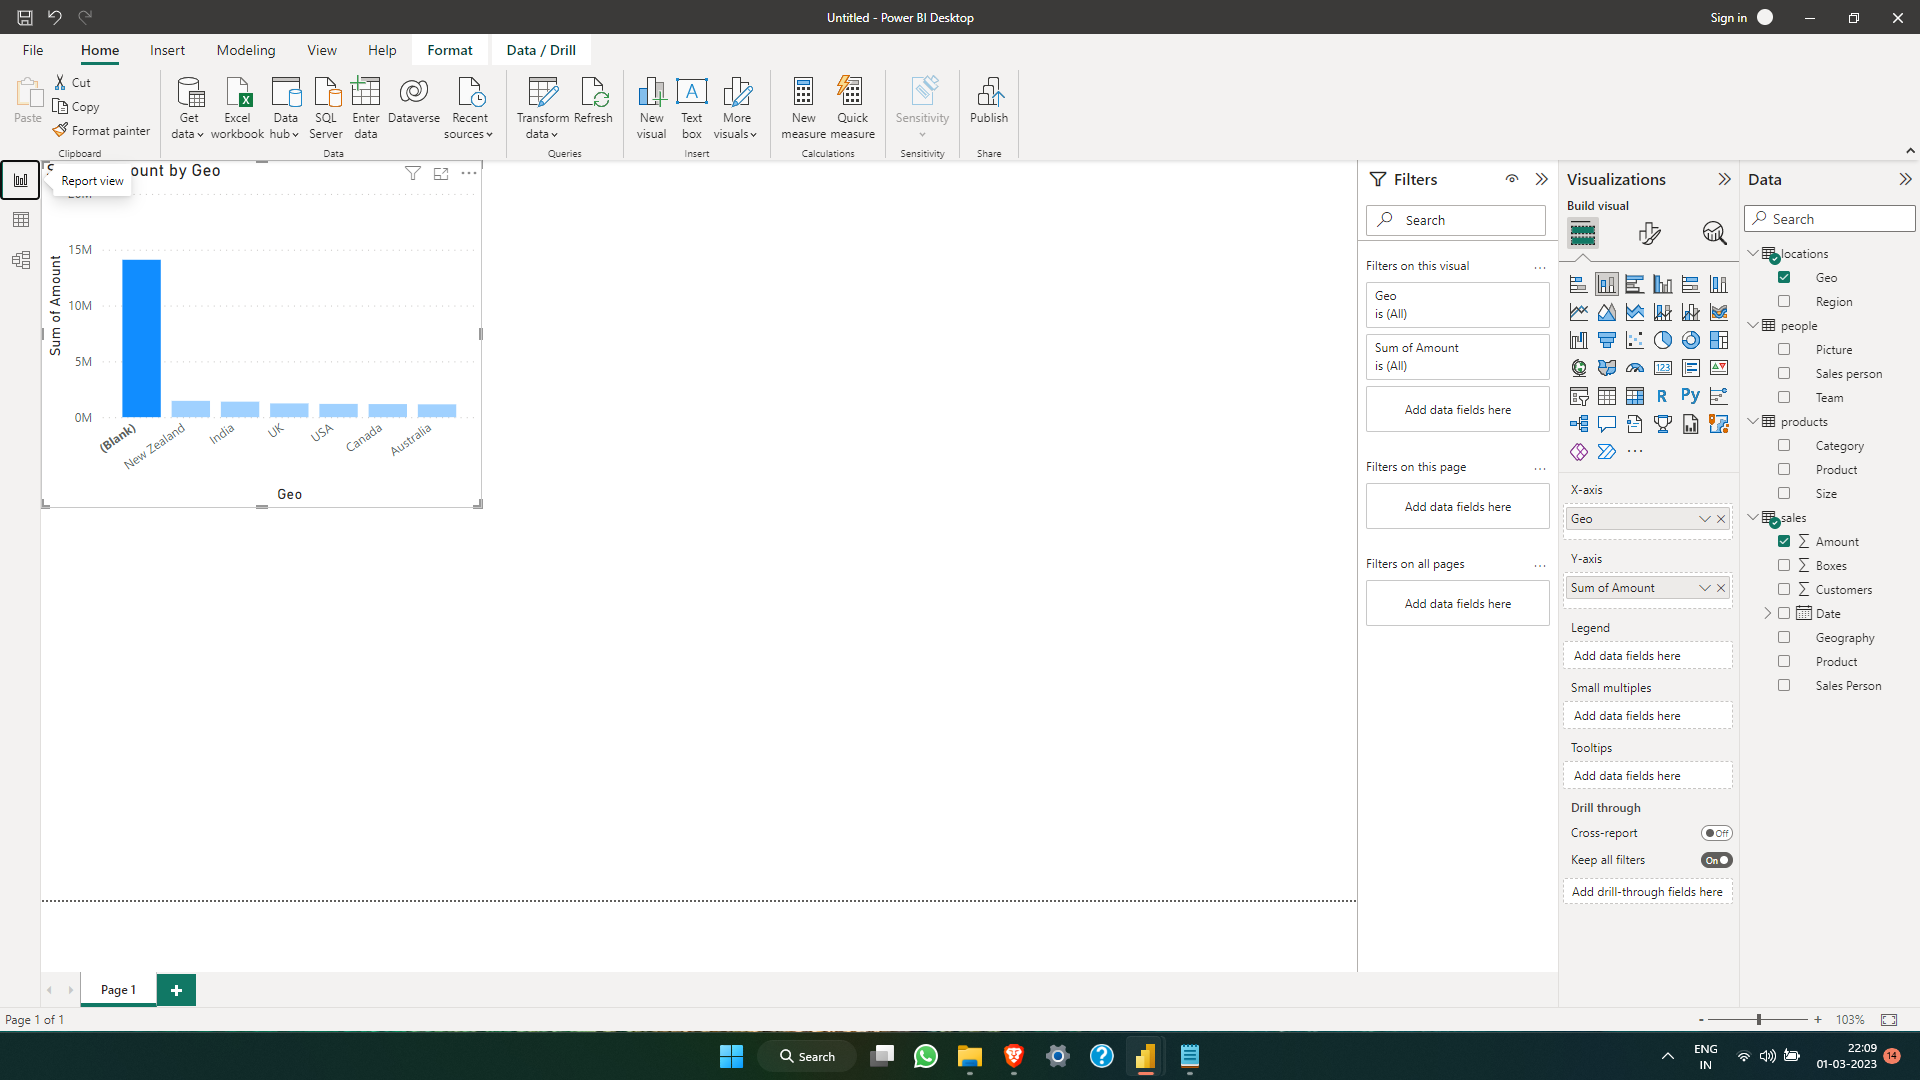 Untitled - Power BI Desktop
Sign in
File
Home
Insert
Modeling
View
Help
Format
Data / Drill
Paste
Cut
Copy
Format painter
Clipboard
Get data
Excel workbook
Data hub
SQL Server
Enter data
Dataverse
Recent sources
Data
Transform data
Refresh
Queries
New visual
Text box
More visuals
Insert
New measure
Quick measure
Calculations
Sensitivity
Sensitivity
Publish
Share
Report view
ount by Geo
15M
10M
5M
0M
Sum of Amount
(Blank)
New Zealand
India
UK
USA
Canada
Australia
Geo
Filters
Search
Filters on this visual
Geo
is (All)
Sum of Amount
is (All)
Add data fields here
Filters on this page
Add data fields here
Filters on all pages
Add data fields here
Visualizations
Build visual
123
R
Py
X-axis
Geo
Y-axis
Sum of Amount
Legend
Add data fields here
Small multiples
Add data fields here
Tooltips
Add data fields here
Drill through
Cross-report
Off
Keep all filters
On
Add drill-through fields here
Data
Search
locations
Geo
Region
people
Picture
Sales person
Team
products
Category
Product
Size
sales
Amount
Boxes
Customers
Date
Geography
Product
Sales Person
Page 1
Page 1 of 1
103%
Search
ENG
IN
22:09
01-03-2023
14